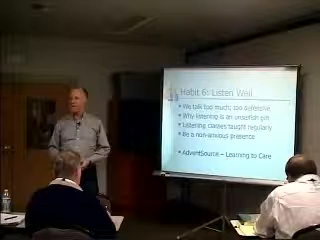 Habit 6: Listen Well
We talk too much; too defensive
Why listening is an unselfish gift
Listening classes taught regularly
Be a non-anxious presence
AdventSource – Learning to Care